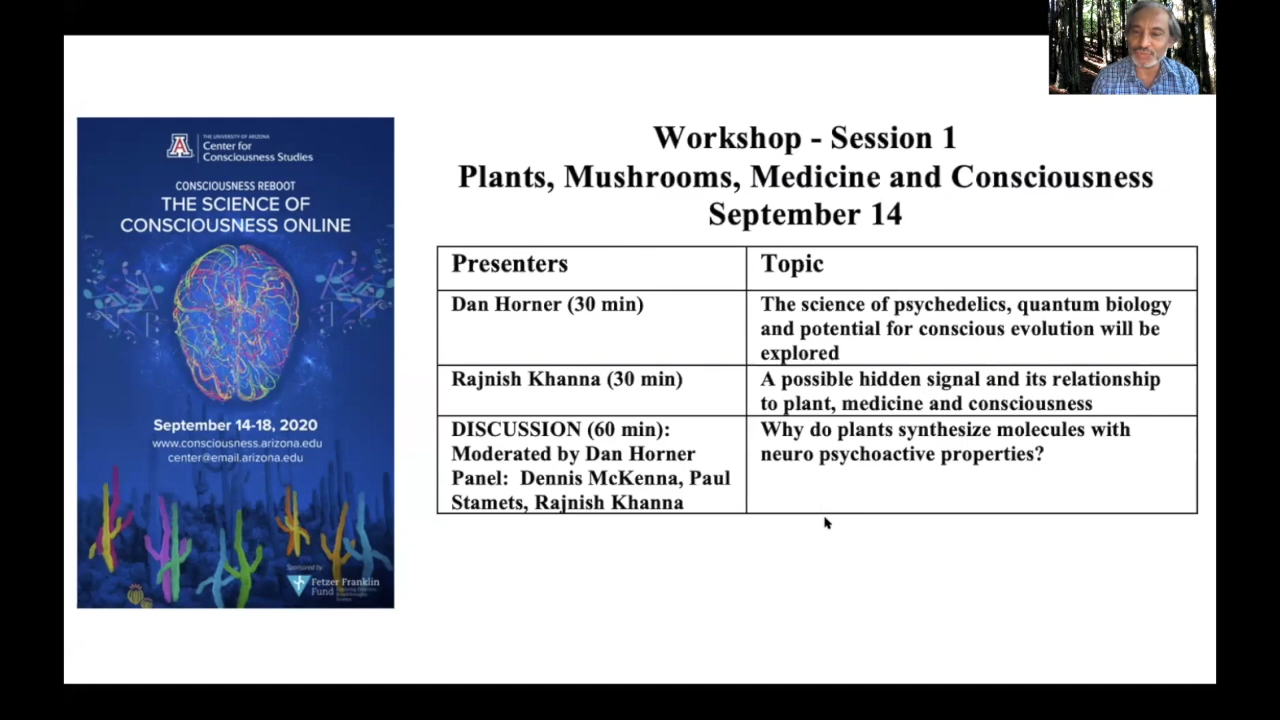 THE UNIVERSITY OF ARIZONA
Center for
Consciousness Studies
CONSCIOUSNESS REBOOT
THE SCIENCE OF
CONSCIOUSNESS ONLINE
September 14-18, 2020
www.consciousness.arizona.edu
center@email.arizona.edu
Sponsored by
Fetzer Franklin
Fund
Workshop - Session 1
Plants, Mushrooms, Medicine and Consciousness
September 14
Presenters
Topic
Dan Horner (30 min)
The science of psychedelics, quantum biology
and potential for conscious evolution will be
explored
Rajnish Khanna (30 min)
A possible hidden signal and its relationship
to plant, medicine and consciousness
DISCUSSION (60 min):
Moderated by Dan Horner
Panel: Dennis McKenna, Paul
Stamets, Rajnish Khanna
Why do plants synthesize molecules with
neuro psychoactive properties?